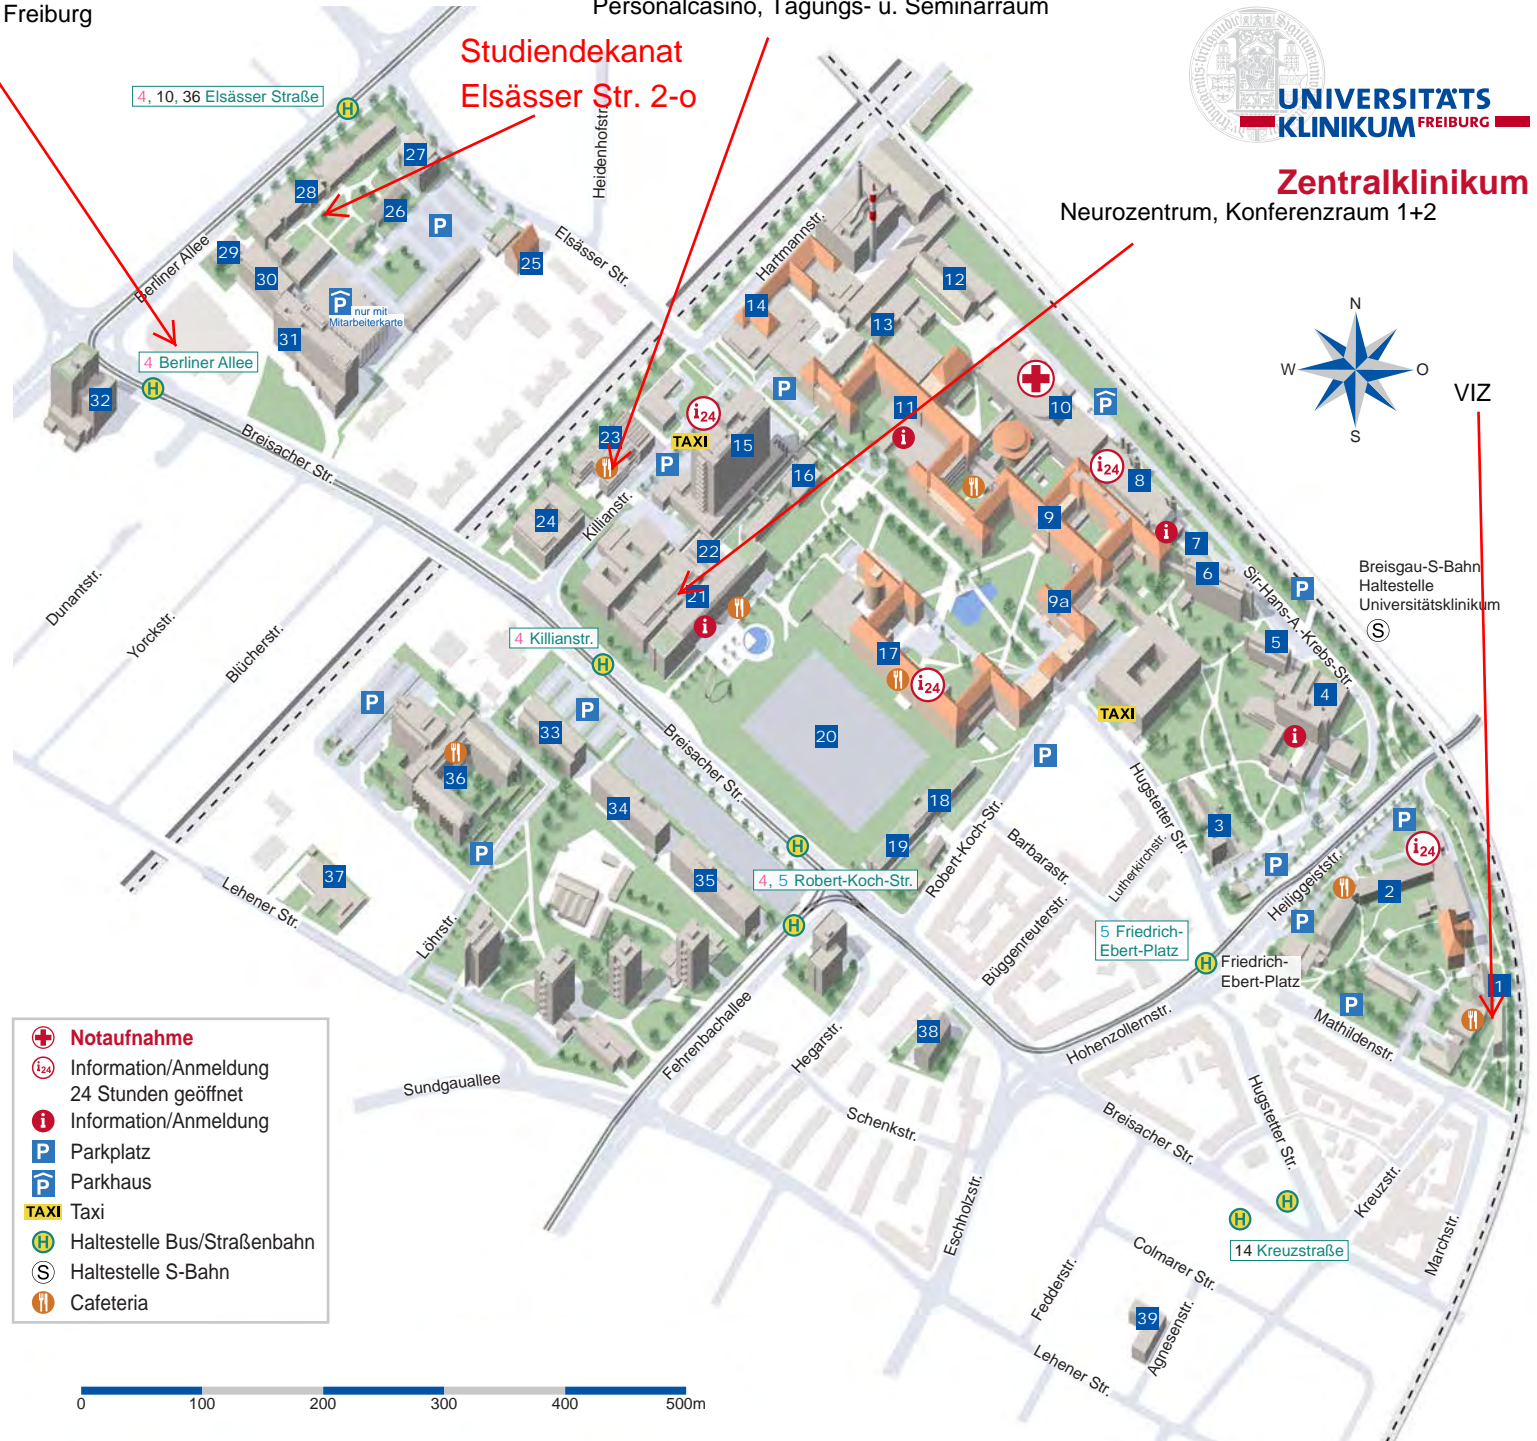 Freiburg
Personalcasino, Tagungs- u. Seminarraum
Studiendekanat
Elsässer Str. 2-o
UNIVERSITÄTS
KLINIKUM FREIBURG
Zentralklinikum
Neurozentrum, Konferenzraum 1+2
4, 10, 36 Elsässer Straße
Heidenhofstr.
27
28
26
P
Elsässer Str.
25
Hartmannstr.
12
29
30
Berliner Allee
P nur mit
Mitarbeiterkarte
31
14
13
N
W
O
S
VIZ
4 Berliner Allee
32
P
10
P
11
i24
i
TAXI
15
23
P
16
Breisacher Str.
i24
8
24
Killianstr.
22
9
i
7
6
Sir-Hans-A.-Krebs-Str.
P
Breisgau-S-Bahn
Haltestelle
Universitätsklinikum
S
Dunantstr.
Yorckstr.
Blücherstr.
21
i
9a
4 Killianstr.
H
17
i24
5
4
i
P
33
P
TAXI
20
Breisacher Str.
P
36
34
18
19
Robert-Koch-Str.
Hugstetter Str.
3
Barbarastr.
Lutherkirchstr.
P
P
i24
Heiliggeiststr.
2
37
P
35
H
4, 5 Robert-Koch-Str.
H
Lehener Str.
Löhrstr.
Büggenreuterstr.
5 Friedrich-
Ebert-Platz
H
Friedrich-
Ebert-Platz
P
1
P
Mathildenstr.
Hohenzollernstr.
Fehrenbachallee
Hegarstr.
38
Sundgauallee
Schenkstr.
Breisacher Str.
Hugstetter Str.
Kreuzstr.
Marchstr.
Eschholzstr.
H
H
14 Kreuzstraße
Colmarer Str.
Fedderstr.
39
Agnesenstr.
Lehener Str.
Notaufnahme
i24 Information/Anmeldung
24 Stunden geöffnet
i Information/Anmeldung
P Parkplatz
P Parkhaus
TAXI Taxi
H Haltestelle Bus/Straßenbahn
S Haltestelle S-Bahn
Cafeteria
0 100 200 300 400 500m